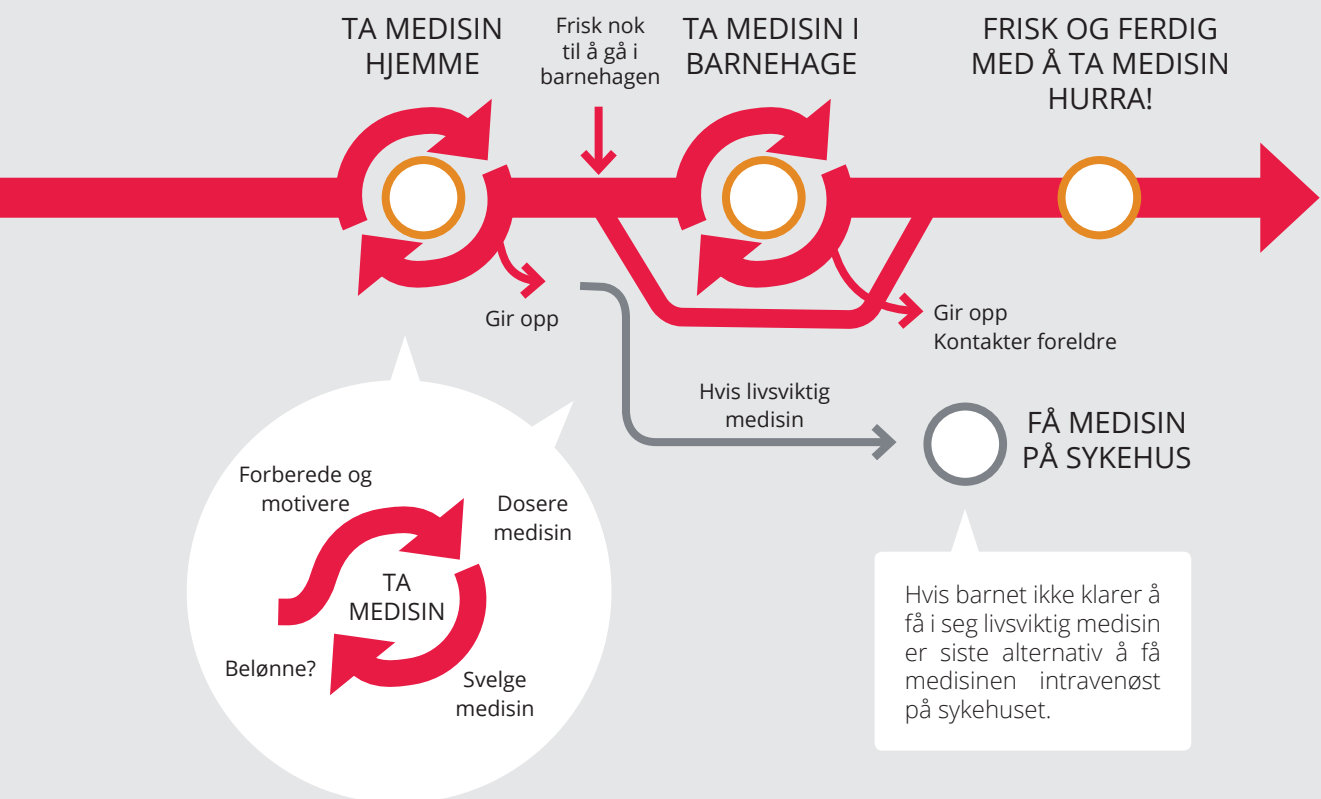 TA MEDISIN
HJEMME
Frisk nok
til å gå i
barnehagen
TA MEDISIN I
BARNEHAGE
FRISK OG FERDIG
MED Å TA MEDISIN
HURRA!
Gir opp
Gir opp
Kontakter foreldre
Hvis livsviktig
medisin
FÅ MEDISIN
PÅ SYKEHUS
Forberede og
motivere
Dosere
medisin
TA
MEDISIN
Belønne?
Svelge
medisin
Hvis barnet ikke klarer å
få i seg livsviktig medisin
er siste alternativ å få
medisinen intravenøst
på sykehuset.